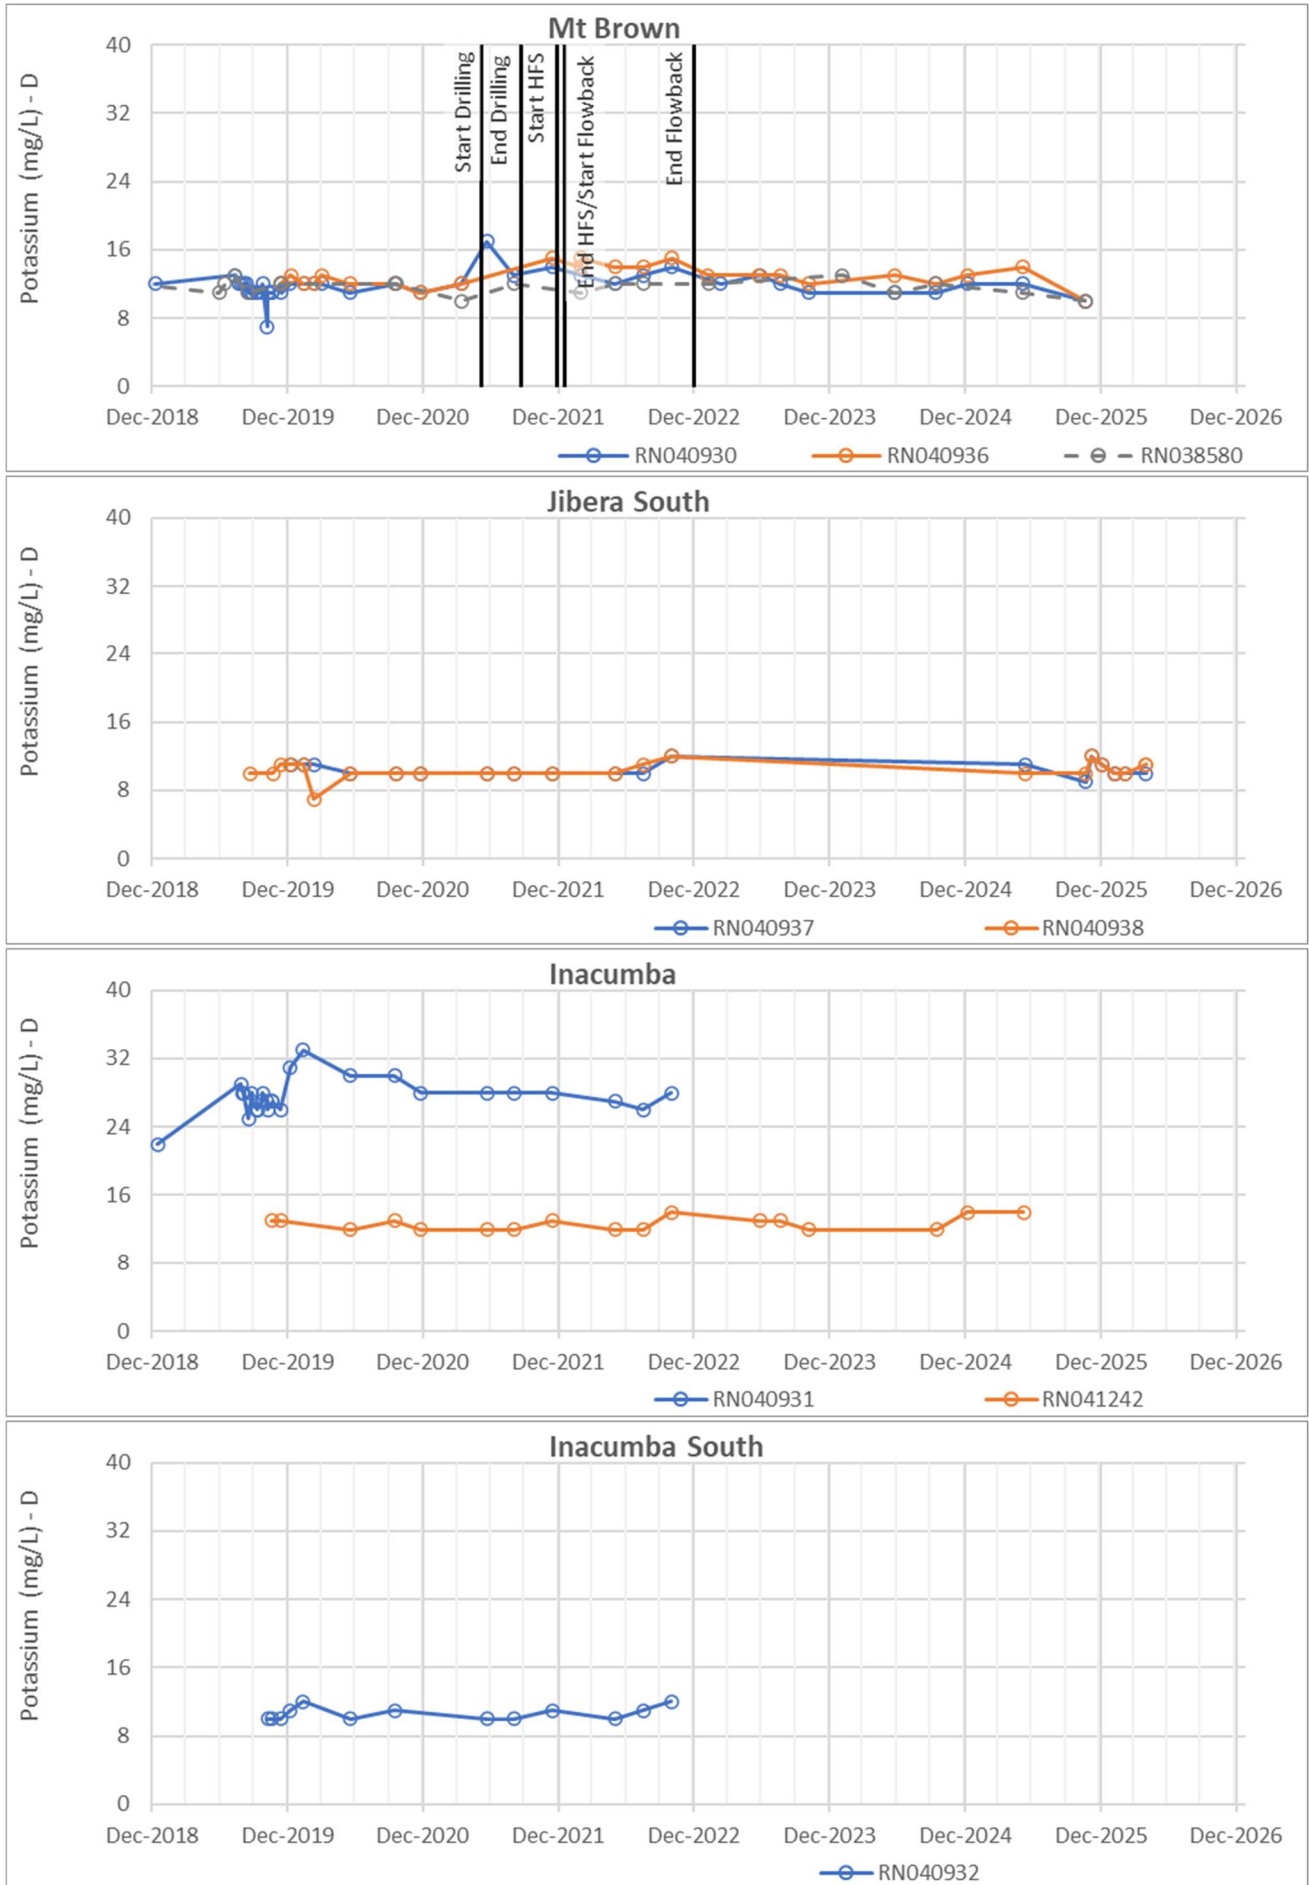 Mt Brown
Potassium (mg/L) - D
40
32
24
16
8
0
Start Drilling
End Drilling
Start HFS
End HFS/Start Flowback
End Flowback
Dec-2018 Dec-2019 Dec-2020 Dec-2021 Dec-2022 Dec-2023 Dec-2024 Dec-2025 Dec-2026
RN040930 RN040936 RN038580
Jibera South
Potassium (mg/L) - D
40
32
24
16
8
0
Dec-2018 Dec-2019 Dec-2020 Dec-2021 Dec-2022 Dec-2023 Dec-2024 Dec-2025 Dec-2026
RN040937 RN040938
Inacumba
Potassium (mg/L) - D
40
32
24
16
8
0
Dec-2018 Dec-2019 Dec-2020 Dec-2021 Dec-2022 Dec-2023 Dec-2024 Dec-2025 Dec-2026
RN040931 RN041242
Inacumba South
Potassium (mg/L) - D
40
32
24
16
8
0
Dec-2018 Dec-2019 Dec-2020 Dec-2021 Dec-2022 Dec-2023 Dec-2024 Dec-2025 Dec-2026
RN040932